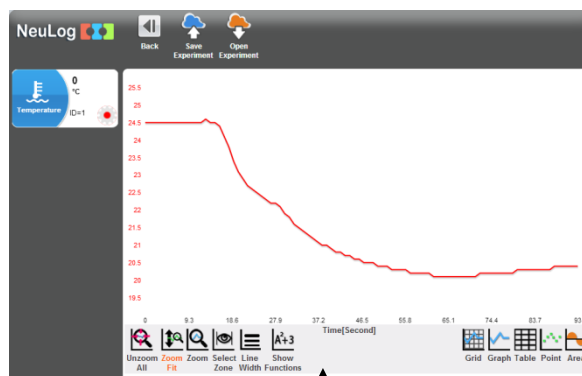 NeuLog
Back
Save
Experiment
Open
Experiment
Temperature
0
°C
ID=1
25.5
25
24.5
24
23.5
23
22.5
22
21.5
21
20.5
20
19.5
0 9.3 18.6 27.9 37.2 46.5 55.8 65.1 74.4 83.7 93
Time[Second]
Unzoom
All
Zoom
Fit
Zoom
Select
Zone
Line
Width
A²+3
Show
Functions
Grid
Graph
Table
Point
Area